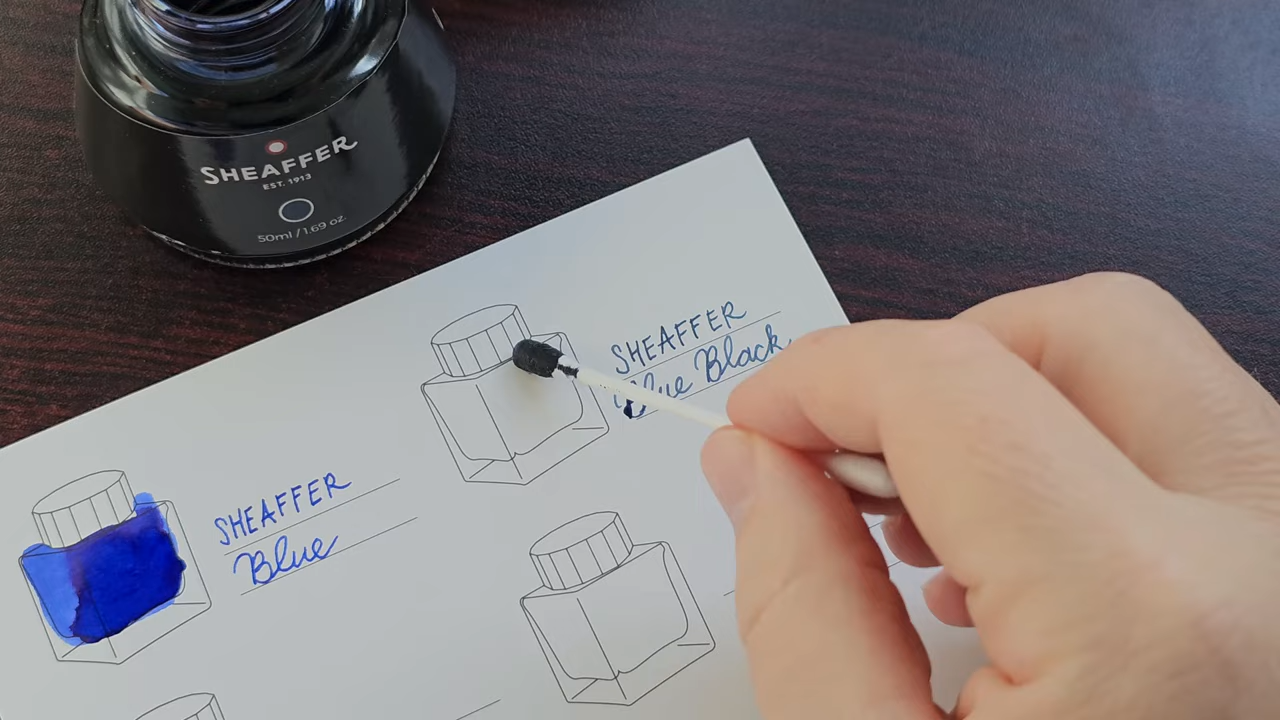 SHEAFFER
EST. 1913
50ml / 1.69 oz.
SHEAFFER
Blue Black
SHEAFFER
Blue